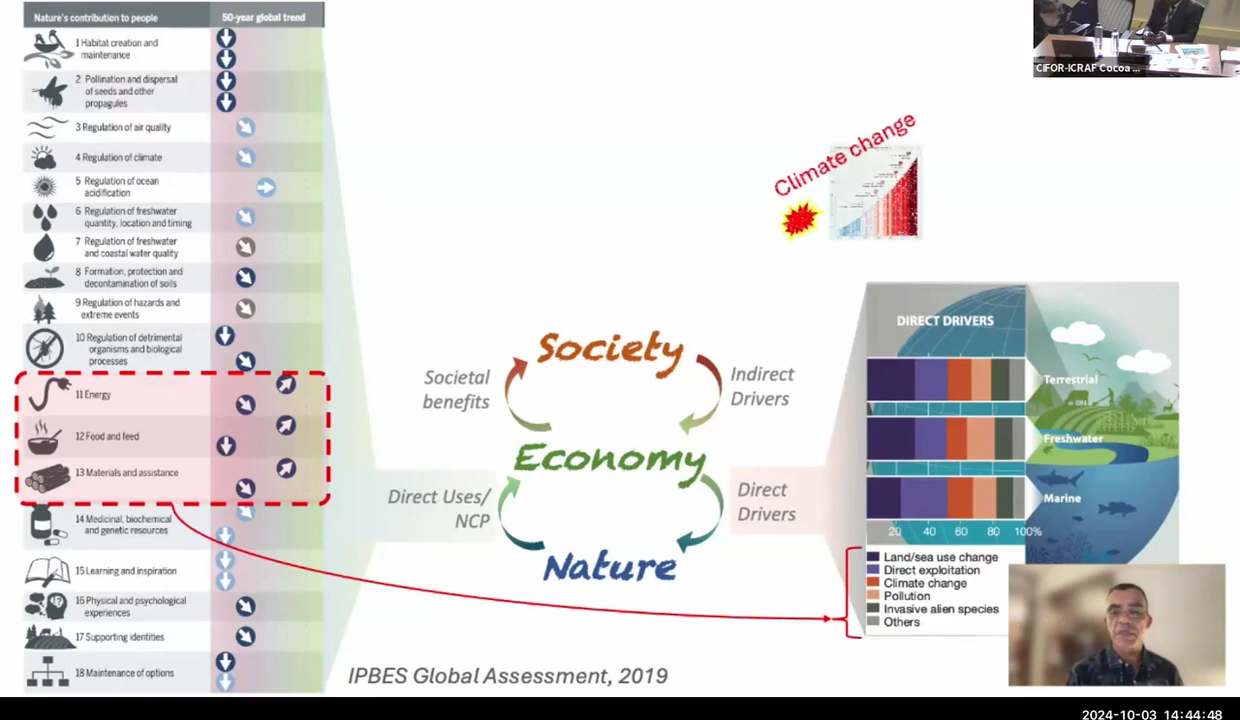 Nature's contribution to people
50-year global trend
1 Habitat creation and
maintenance
2 Pollination and dispersal
of seeds and other
propagules
3 Regulation of air quality
4 Regulation of climate
5 Regulation of ocean
acidification
6 Regulation of freshwater
quantity, location and timing
7 Regulation of freshwater
and coastal water quality
8 Formation, protection and
decontamination of soils
9 Regulation of hazards and
extreme events
10 Regulation of detrimental
organisms and biological
processes
11 Energy
12 Food and feed
13 Materials and assistance
14 Medicinal, biochemical
and genetic resources
15 Learning and inspiration
16 Physical and psychological
experiences
17 Supporting identities
18 Maintenance of options
Climate change
Society
Societal
benefits
Indirect
Drivers
Economy
Direct Uses/
NCP
Direct
Drivers
Nature
IPBES Global Assessment, 2019
DIRECT DRIVERS
Terrestrial
Freshwater
Marine
20 40 60 80 100%
Land/sea use change
Direct exploitation
Climate change
Pollution
Invasive alien species
Others
CIFOR-ICRAF Cocoa ...
2024-10-03 14:44:48